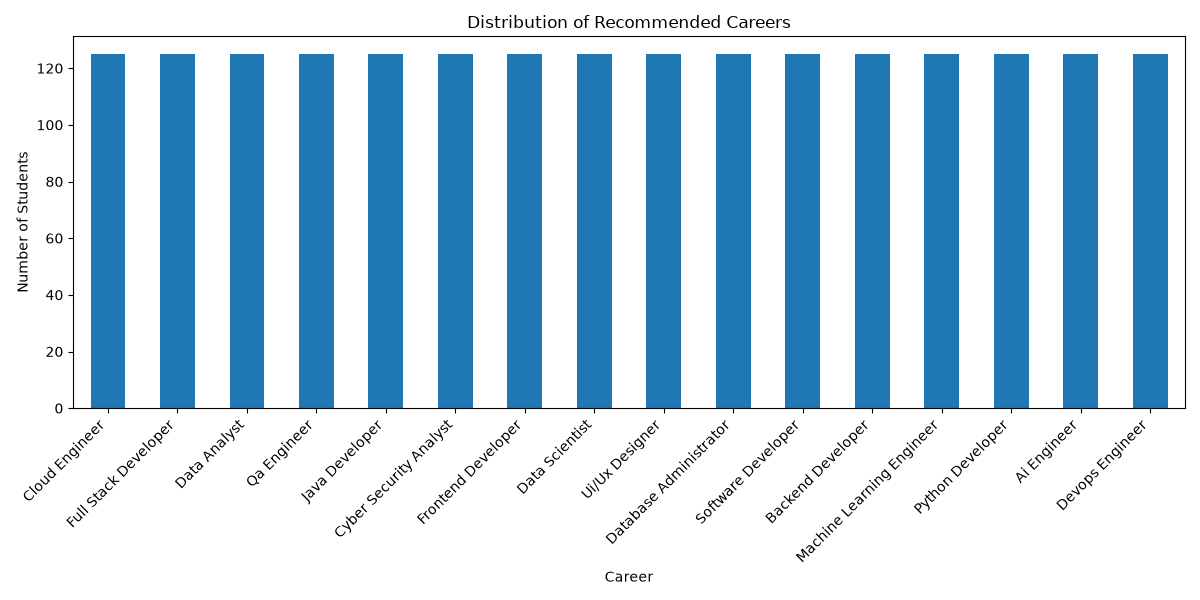 Distribution of Recommended Careers
Number of Students
120
100
80
60
40
20
0
Cloud Engineer
Full Stack Developer
Data Analyst
Qa Engineer
Java Developer
Cyber Security Analyst
Frontend Developer
Data Scientist
Ui/Ux Designer
Database Administrator
Software Developer
Backend Developer
Machine Learning Engineer
Python Developer
Ai Engineer
Devops Engineer
Career